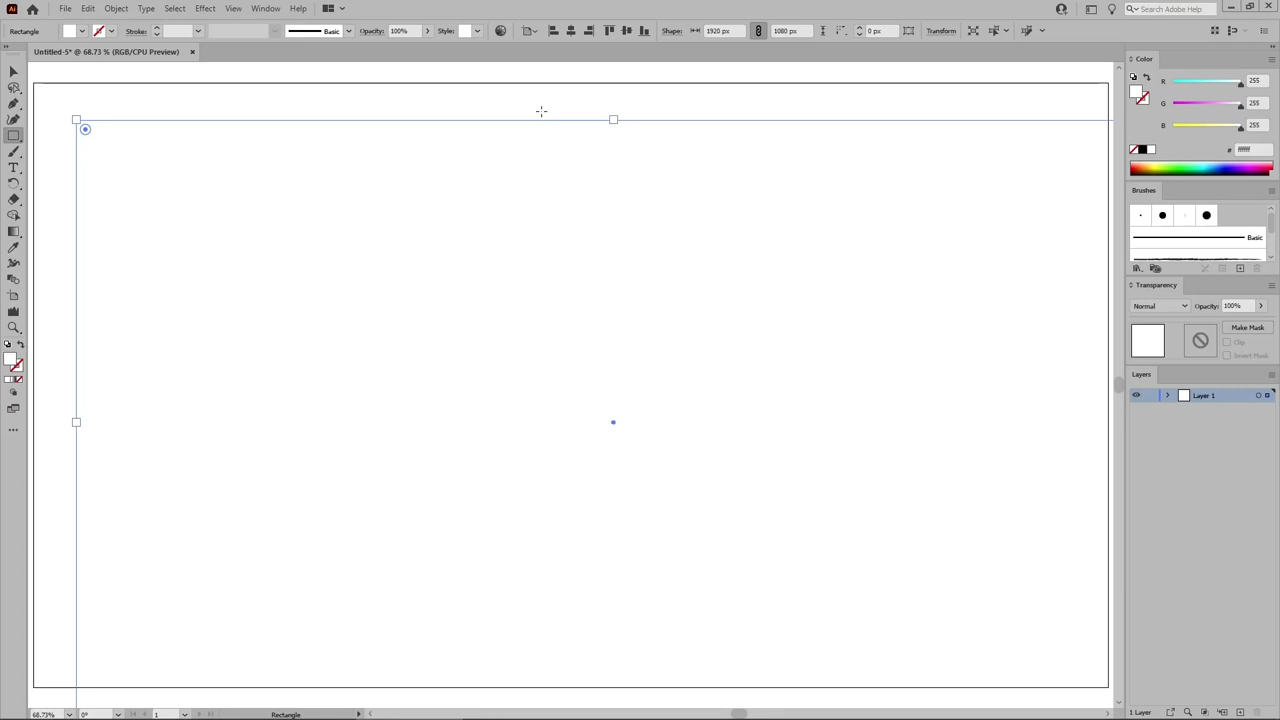 Ai File Edit Object Type Select Effect View Window Help Search Adobe Help
Rectangle Stroke: Basic Opacity: 100% Style: Shape: 1920 px 1080 px 0 px Transform
Untitled-5* @ 68.73 % (RGB/CPU Preview) ×
Color
R 255
G 255
B 255
# ffffff
Brushes
Basic
Transparency
Normal Opacity: 100%
Make Mask
Clip
Invert Mask
Layers
Layer 1
68.73% 0° 1 Rectangle 1 Layer